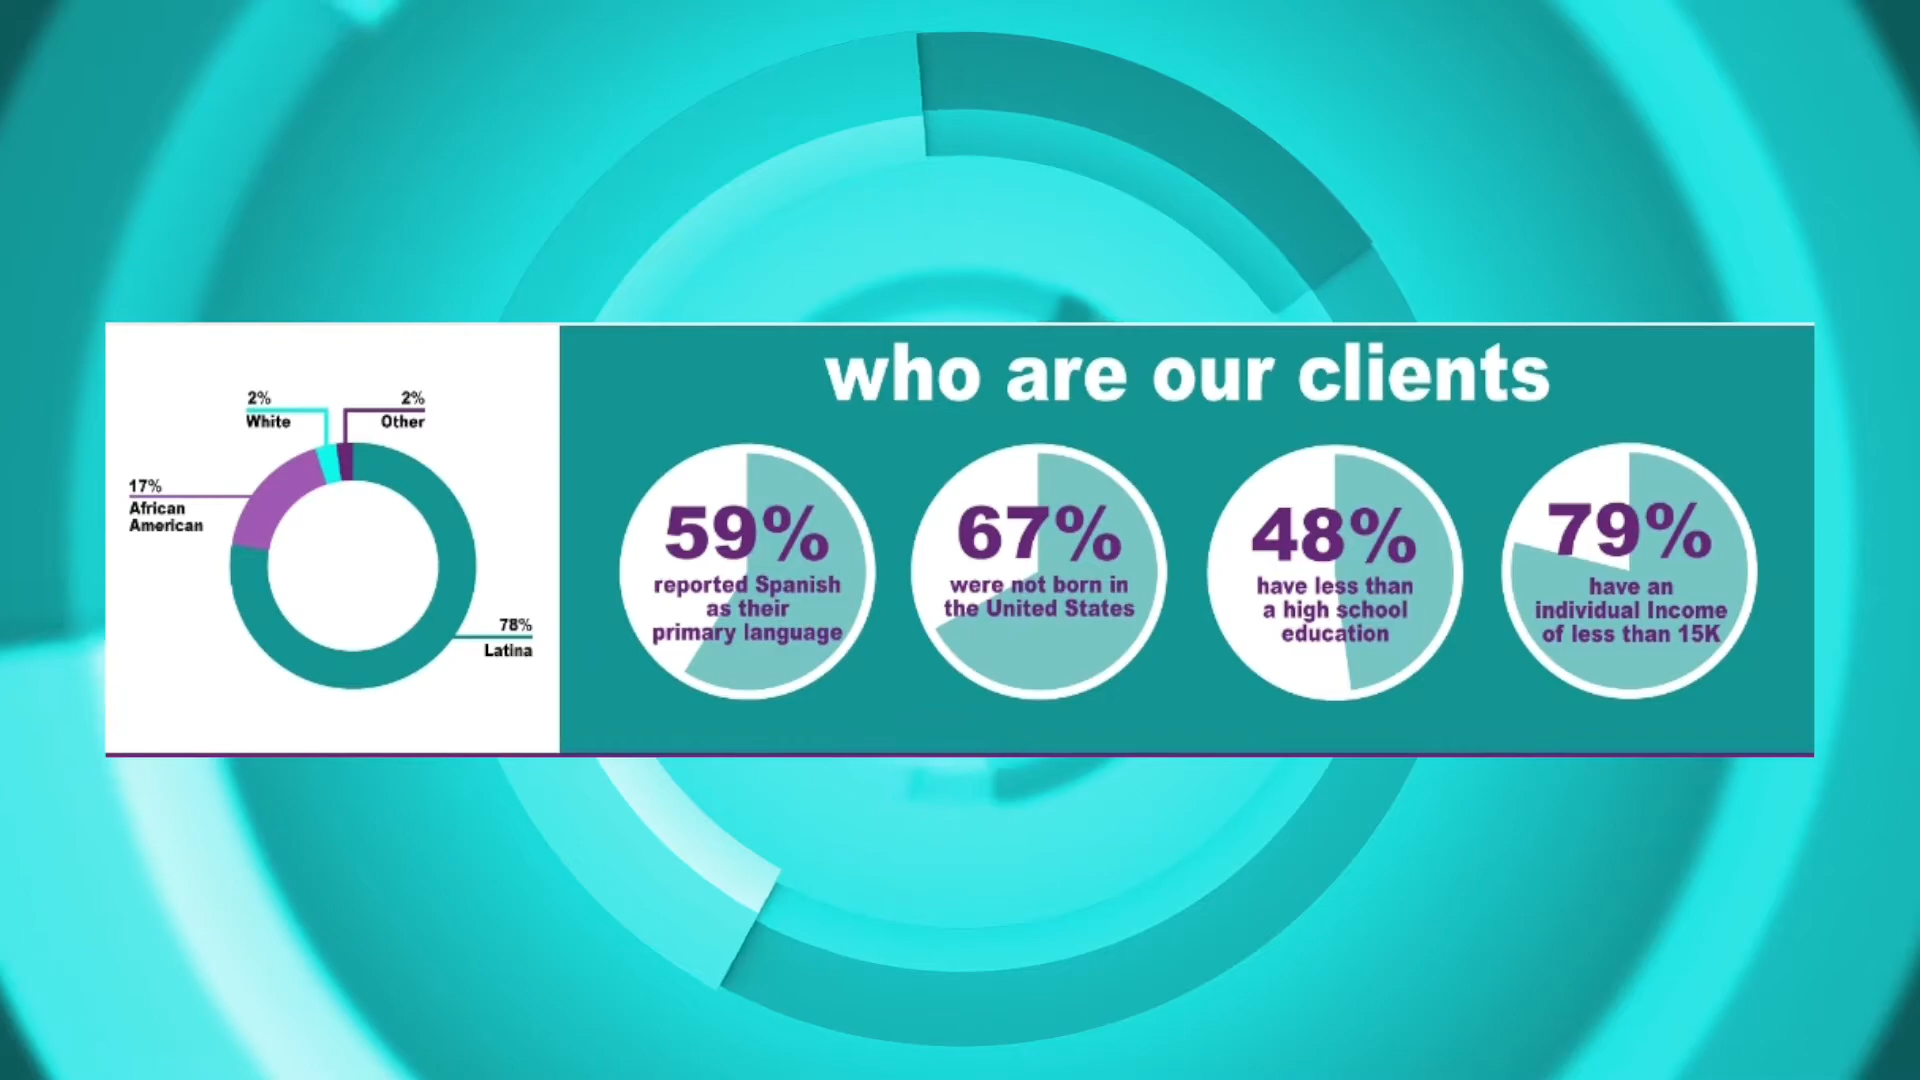 2%
White
2%
Other
17%
African
American
78%
Latina
who are our clients
59%
reported Spanish
as their
primary language
67%
were not born in
the United States
48%
have less than
a high school
education
79%
have an
individual Income
of less than 15K